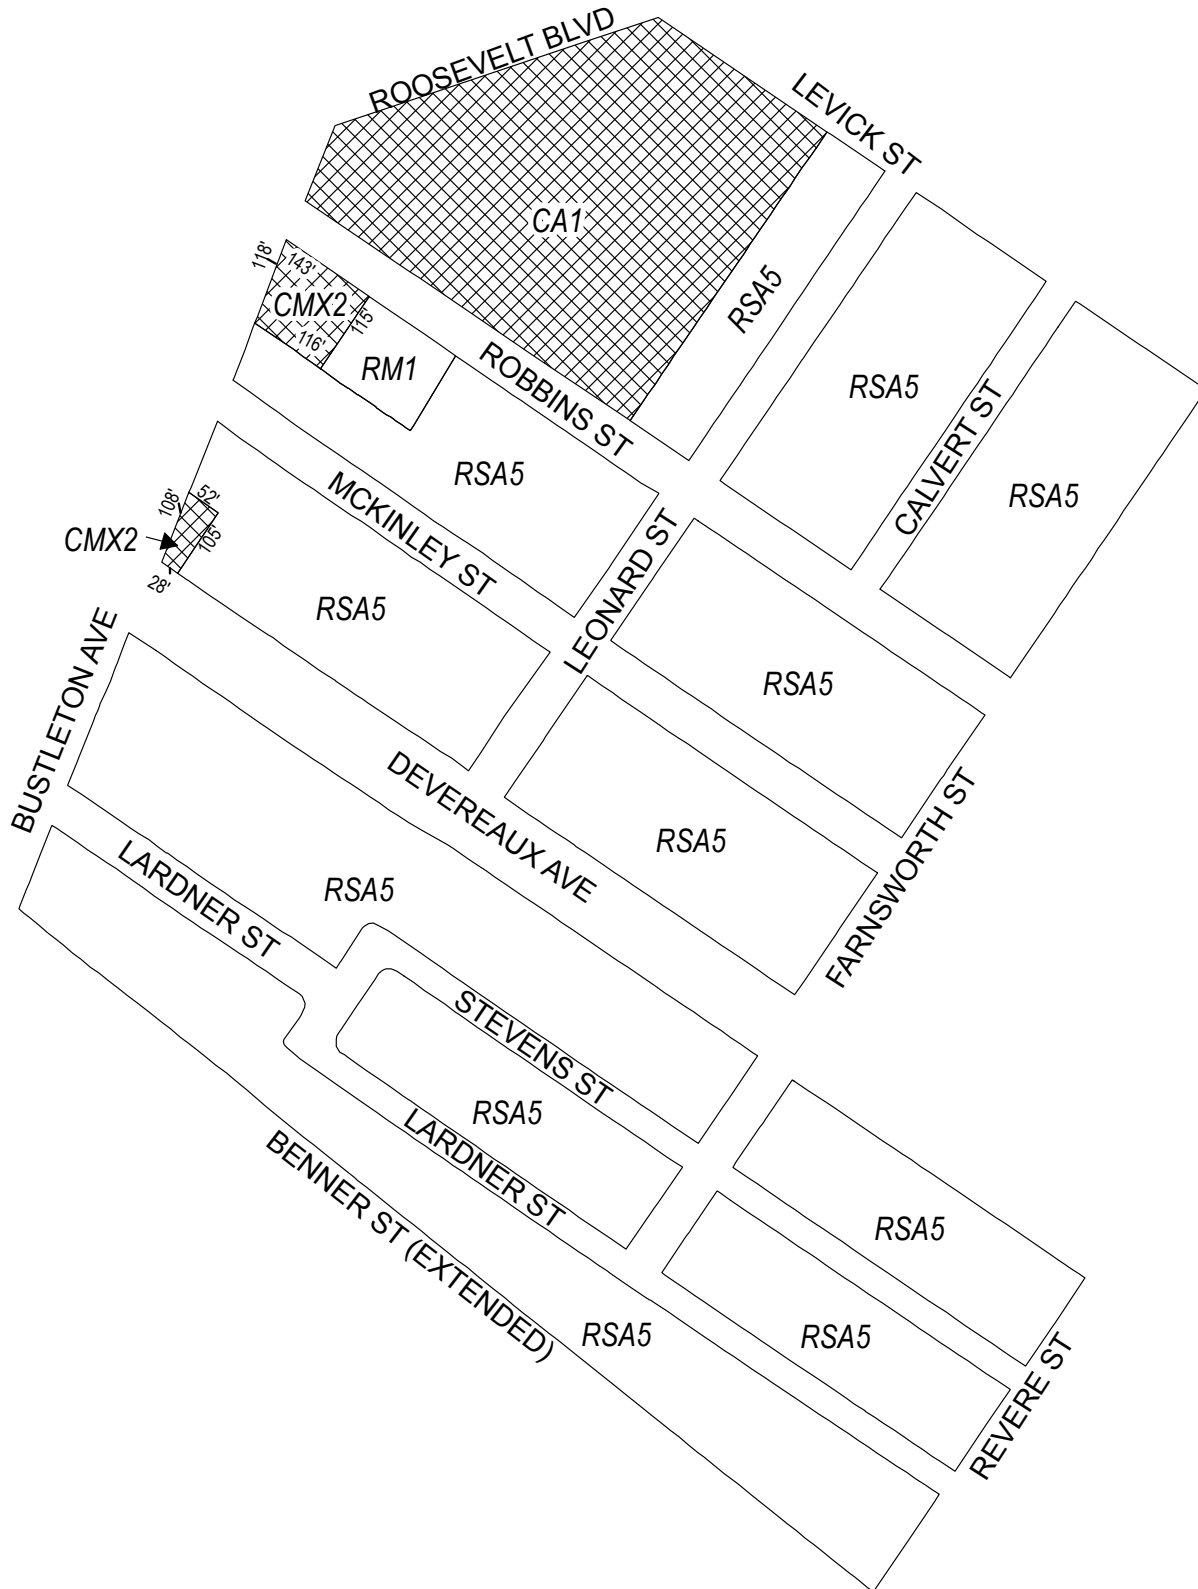 ROOSEVELT BLVD
LEVICK ST
CA1
RSA5
118'
143'
CMX2
115'
116'
RM1
ROBBINS ST
RSA5
CALVERT ST
RSA5
RSA5
MCKINLEY ST
LEONARD ST
108'
52'
CMX2
105'
28'
RSA5
RSA5
BUSTLETON AVE
DEVEREAUX AVE
RSA5
FARNSWORTH ST
LARDNER ST
RSA5
STEVENS ST
RSA5
LARDNER ST
BENNER ST (EXTENDED)
RSA5
RSA5
RSA5
REVERE ST